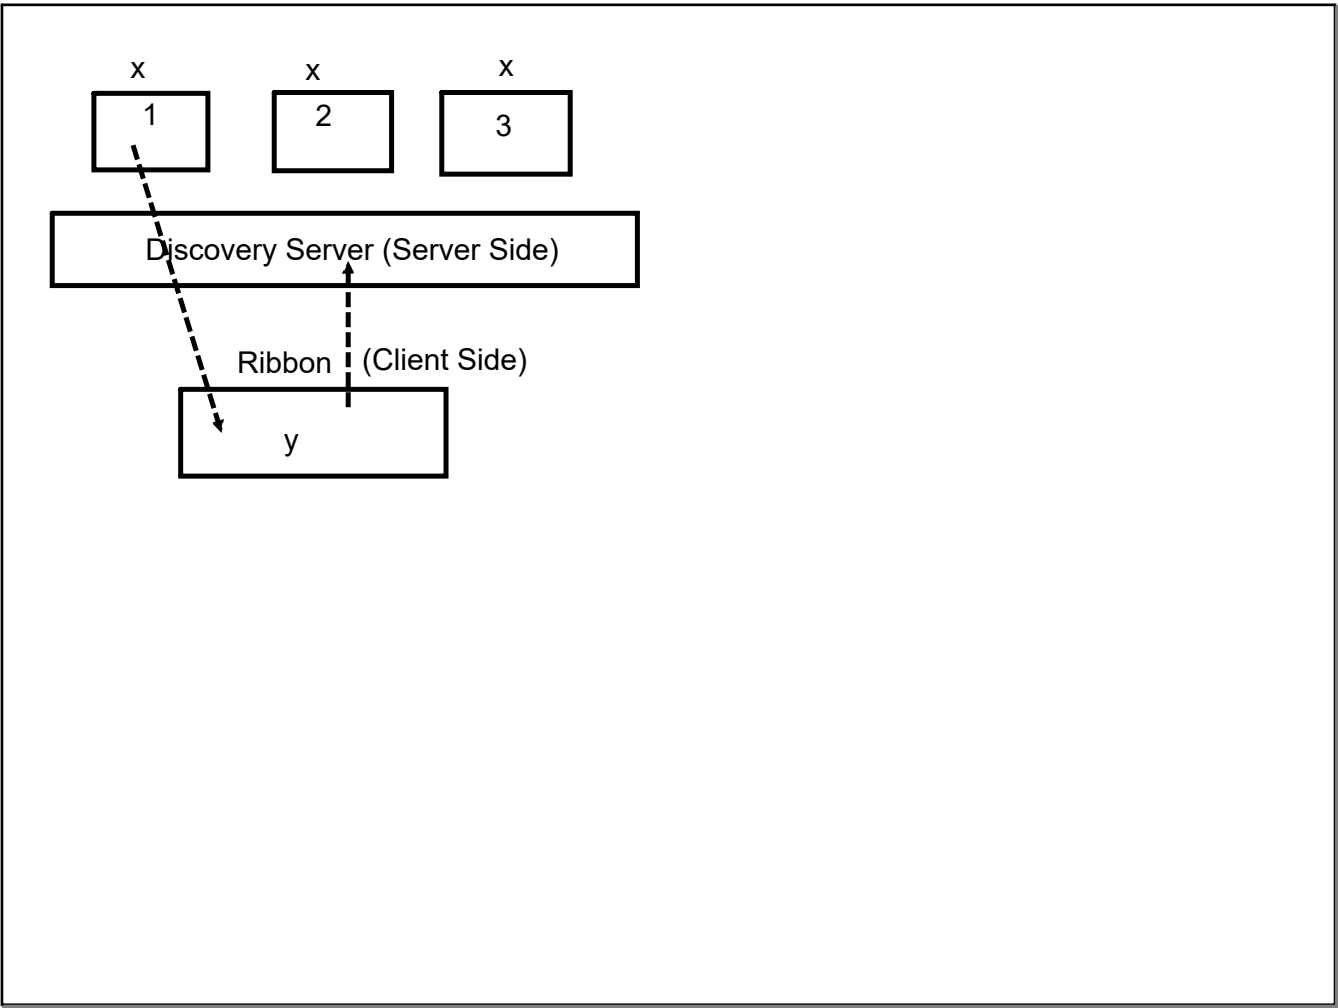 x x x
1 2 3
Discovery Server (Server Side)
Ribbon (Client Side)
y